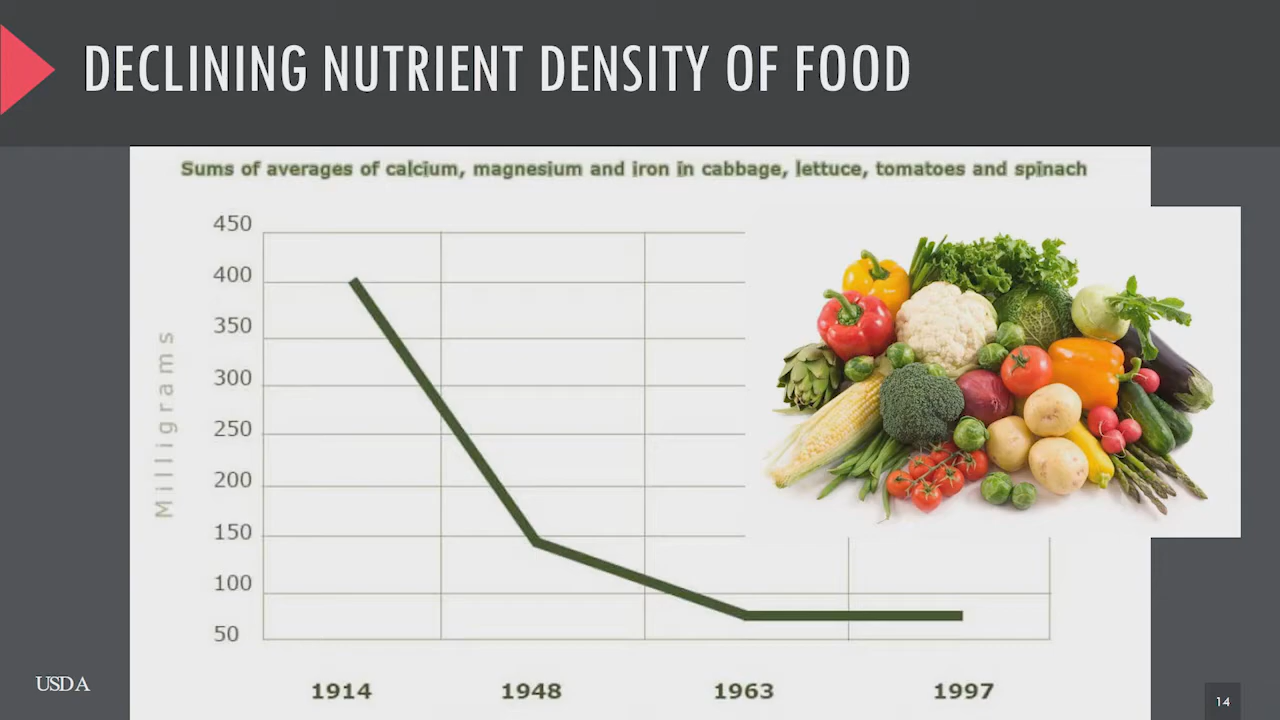 DECLINING NUTRIENT DENSITY OF FOOD
Sums of averages of calcium, magnesium and iron in cabbage, lettuce, tomatoes and spinach
Milligrams
450
400
350
300
250
200
150
100
50
1914 1948 1963 1997
USDA
14